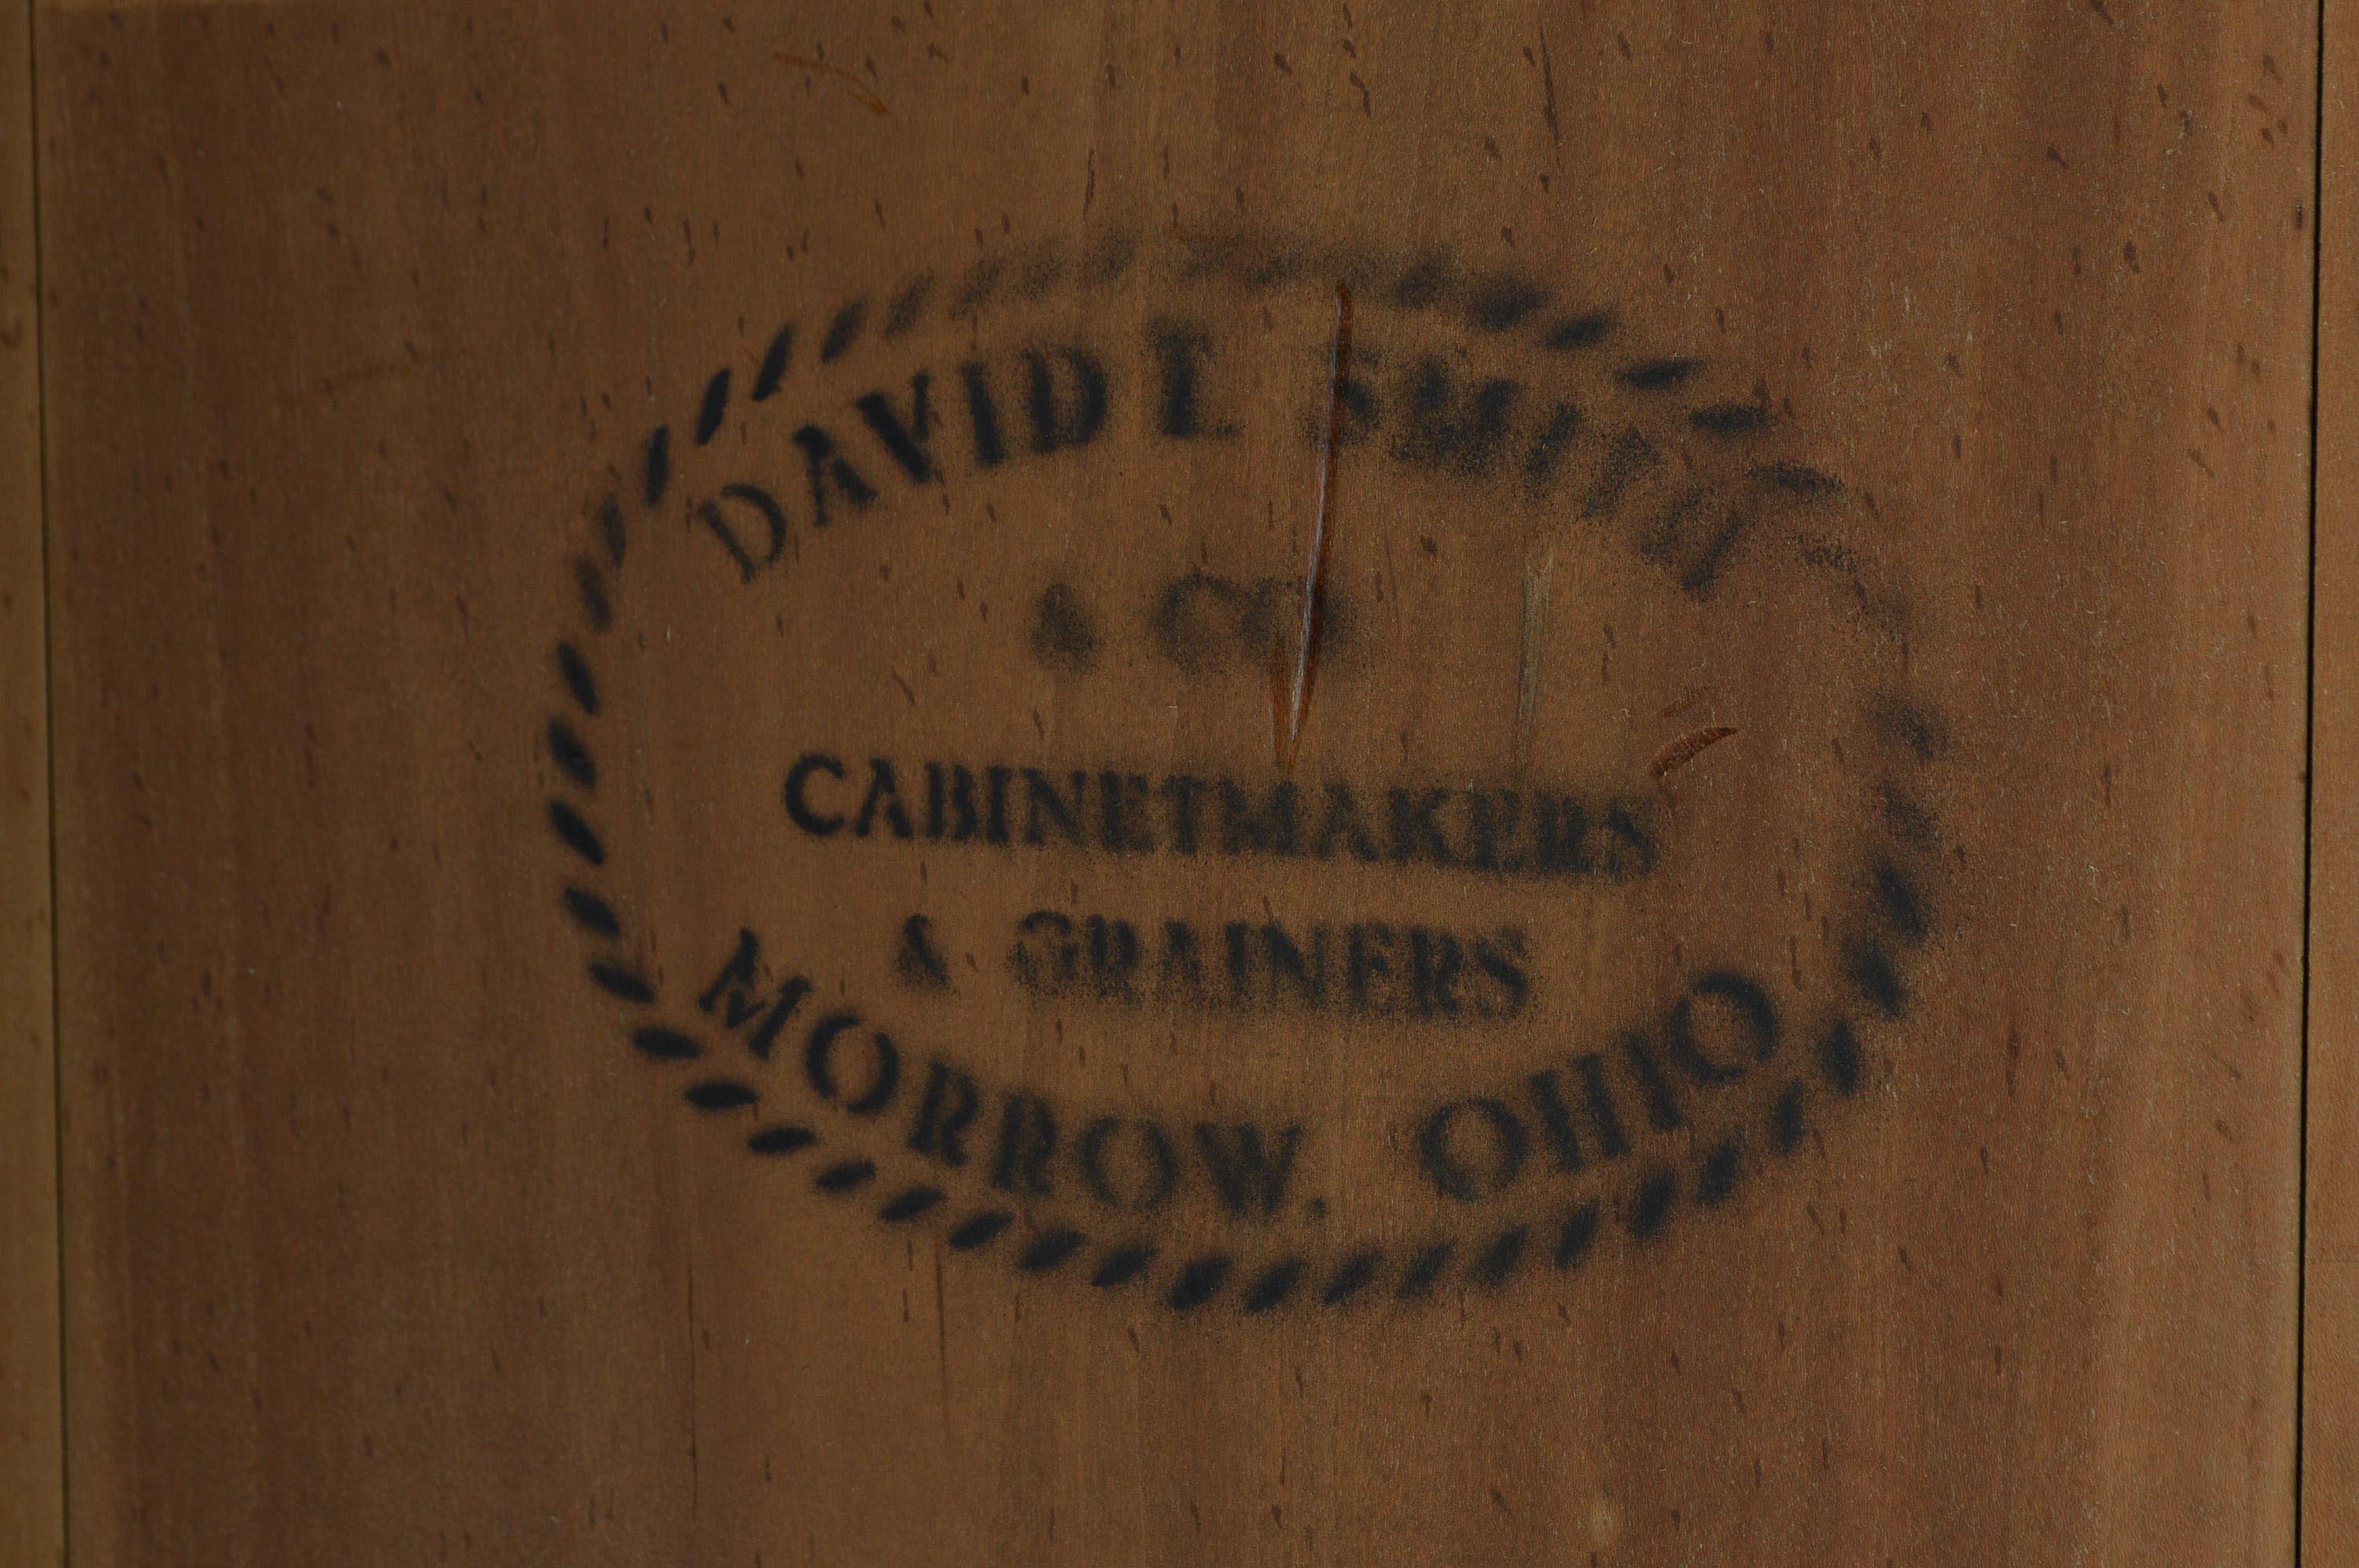 DAVID T. SMITH
& CO.
CABINETMAKERS
& GRAINERS
MORROW, OHIO